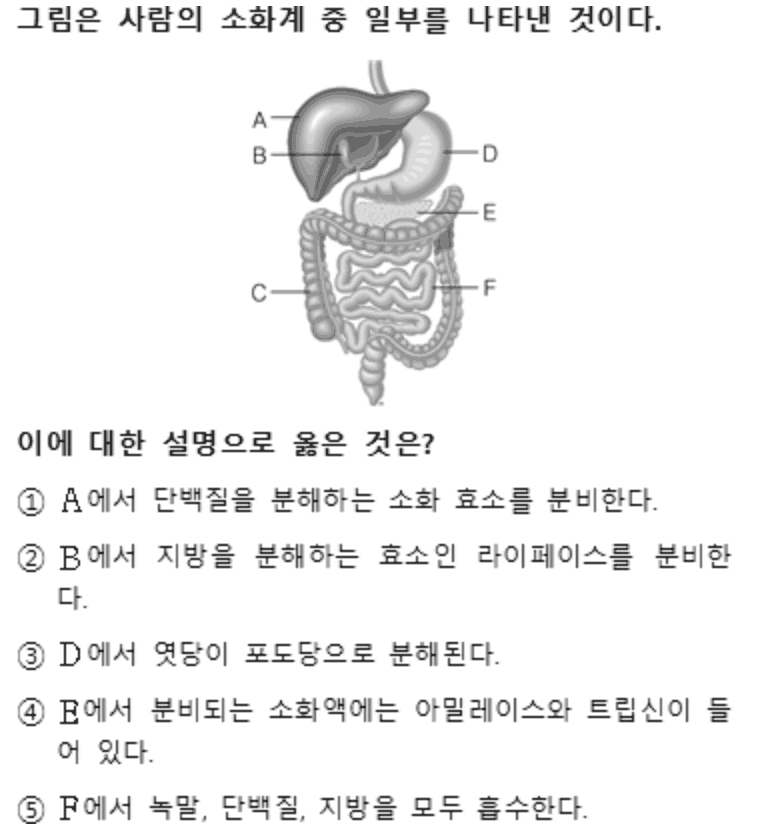 그림은 사람의 소화계 중 일부를 나타낸 것이다.
A
B
D
E
C
F
이에 대한 설명으로 옳은 것은?
① A에서 단백질을 분해하는 소화 효소를 분비한다.
② B에서 지방을 분해하는 효소인 라이페이스를 분비한
다.
③ D에서 엿당이 포도당으로 분해된다.
④ E에서 분비되는 소화액에는 아밀레이스와 트립신이 들
어 있다.
⑤ F에서 녹말, 단백질, 지방을 모두 흡수한다.